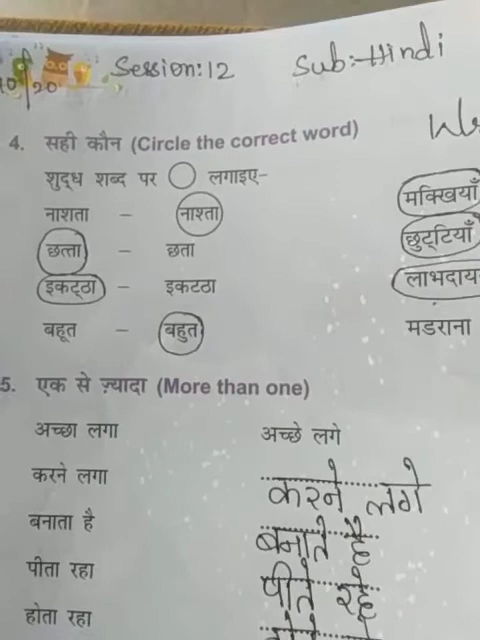 Session:12 Sub:-Hindi
4. सही कौन (Circle the correct word)
शुद्ध शब्द पर लगाइए-
नाशता – नाश्ता मक्खियाँ
छत्ता – छता छुट्टियाँ
इकट्ठा – इकटठा लाभदाय
बहूत – बहुत मडराना
5. एक से ज़्यादा (More than one)
अच्छा लगा अच्छे लगे
करने लगा करने लगे
बनाता है बनाते है
पीता रहा पीते रहे
होता रहा